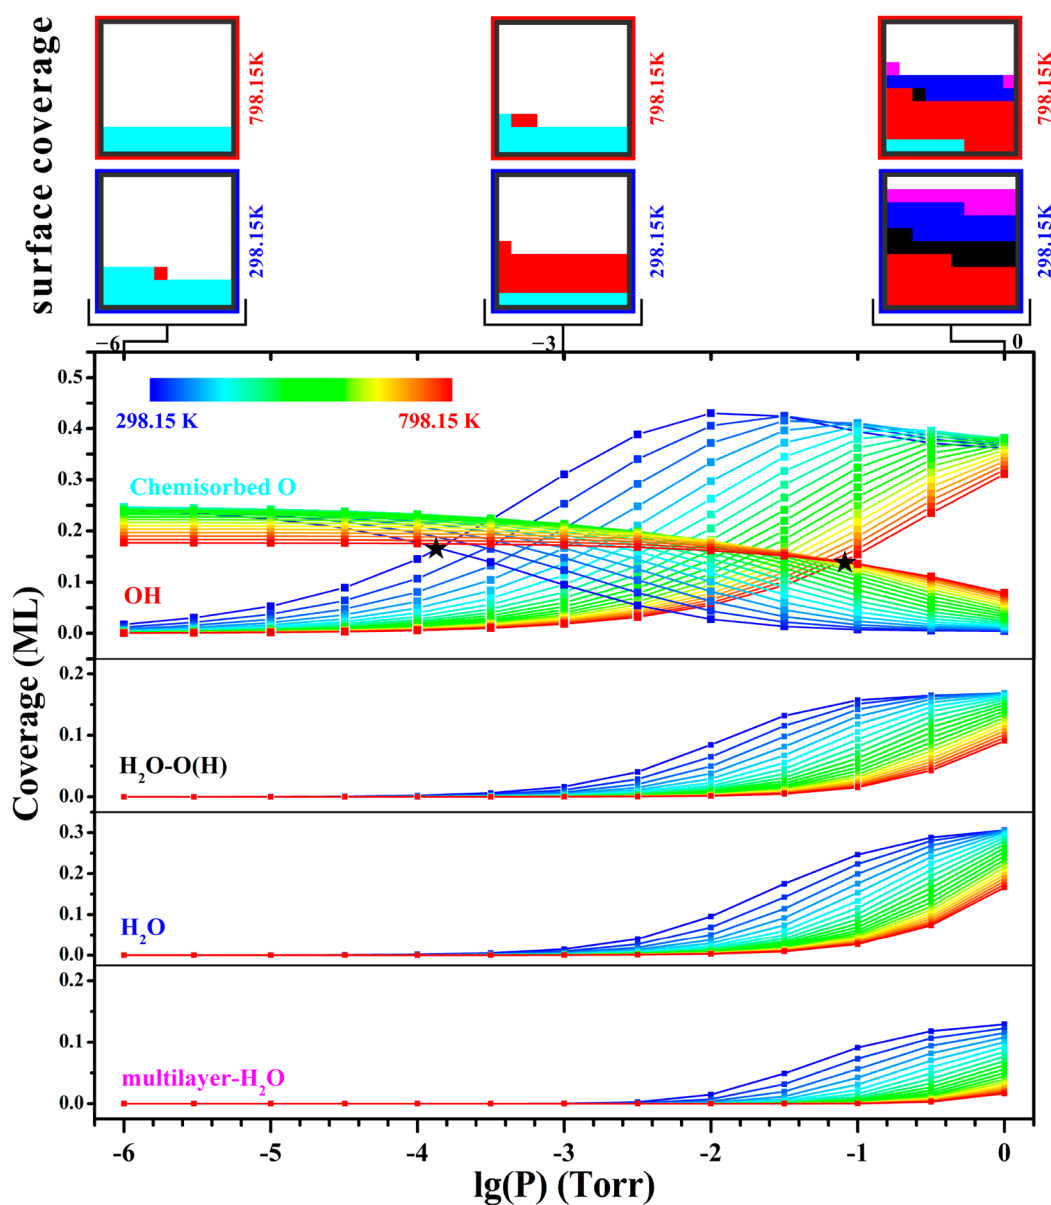 surface coverage
798.15K
798.15K
798.15K
298.15K
298.15K
298.15K
−6
−3
0
0.5
0.4
0.3
0.2
0.1
0.0
298.15 K
798.15 K
Chemisorbed O
OH
Coverage (ML)
0.2
0.1
0.0
H₂O-O(H)
0.3
0.2
0.1
0.0
H₂O
0.2
0.1
0.0
multilayer-H₂O
-6
-5
-4
-3
-2
-1
0
lg(P) (Torr)